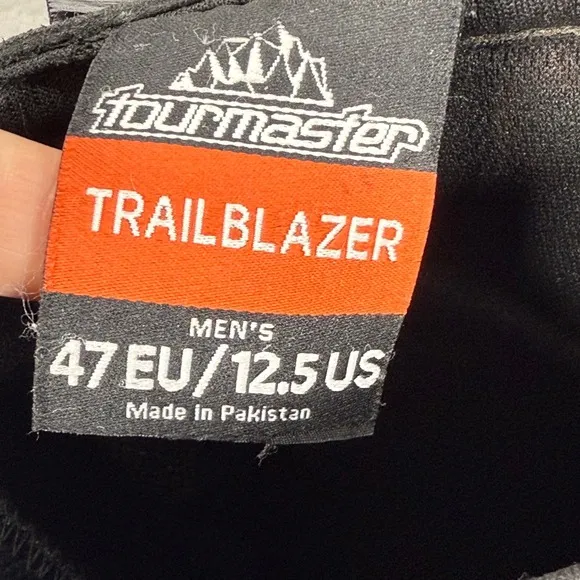 tourmaster
TRAILBLAZER
MEN'S
47 EU/12.5 US
Made in Pakistan